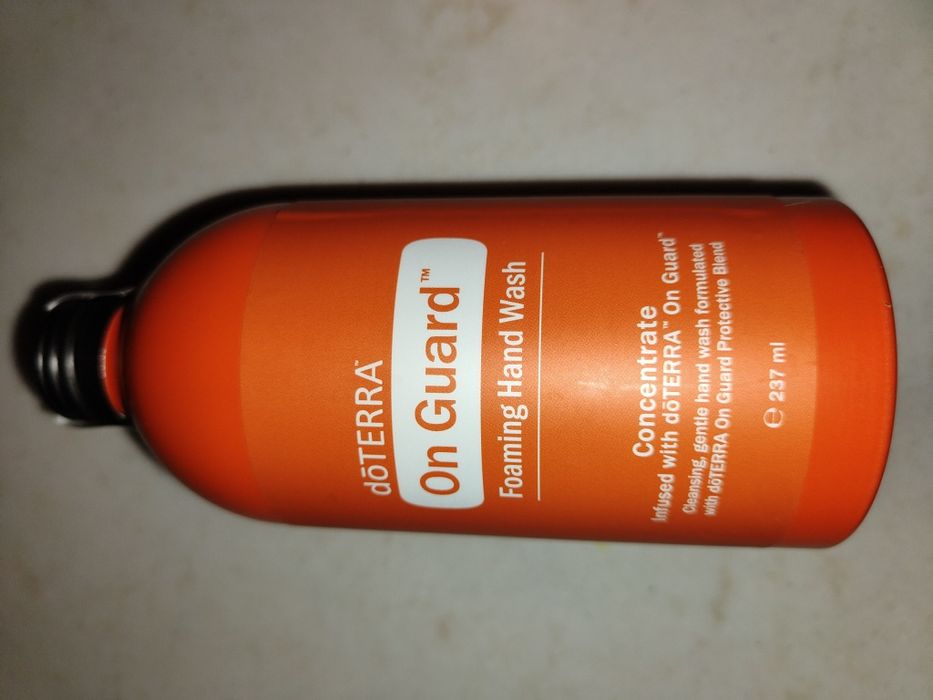 dōTERRA™
On Guard™
Foaming Hand Wash
Concentrate
Infused with dōTERRA™ On Guard™
Cleansing, gentle hand wash formulated
with dōTERRA On Guard Protective Blend
℮ 237 ml